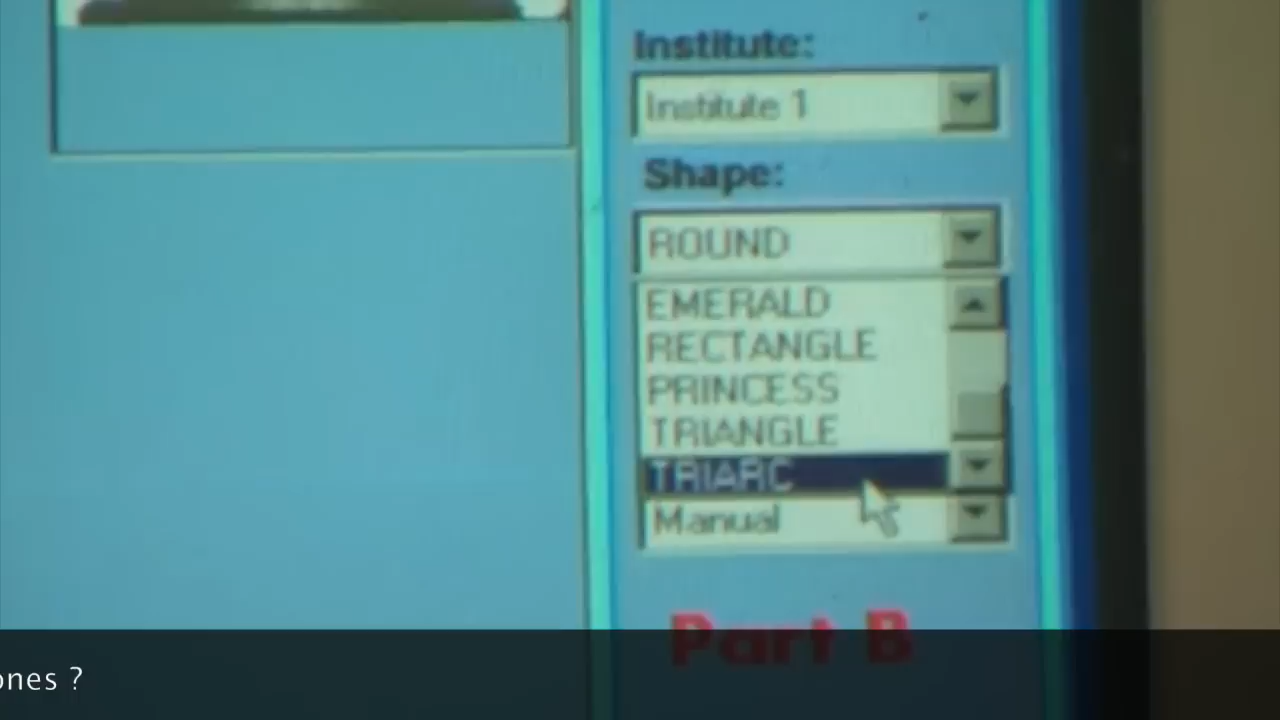 Institute:
Institute 1
Shape:
ROUND
EMERALD
RECTANGLE
PRINCESS
TRIANGLE
TRIARC
Manual
Part B
ones ?